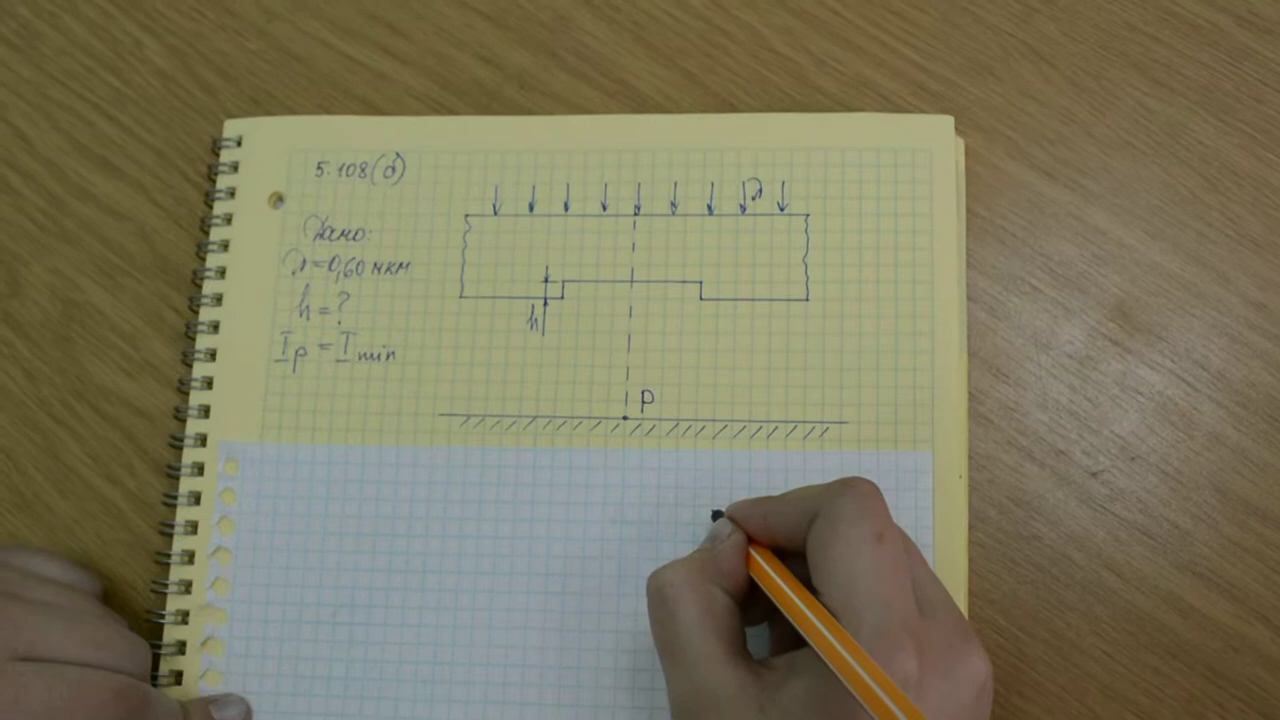 5.108(б)
Дано:
λ=0,60 мкм
h = ?
I_p = I_min
λ
h
P